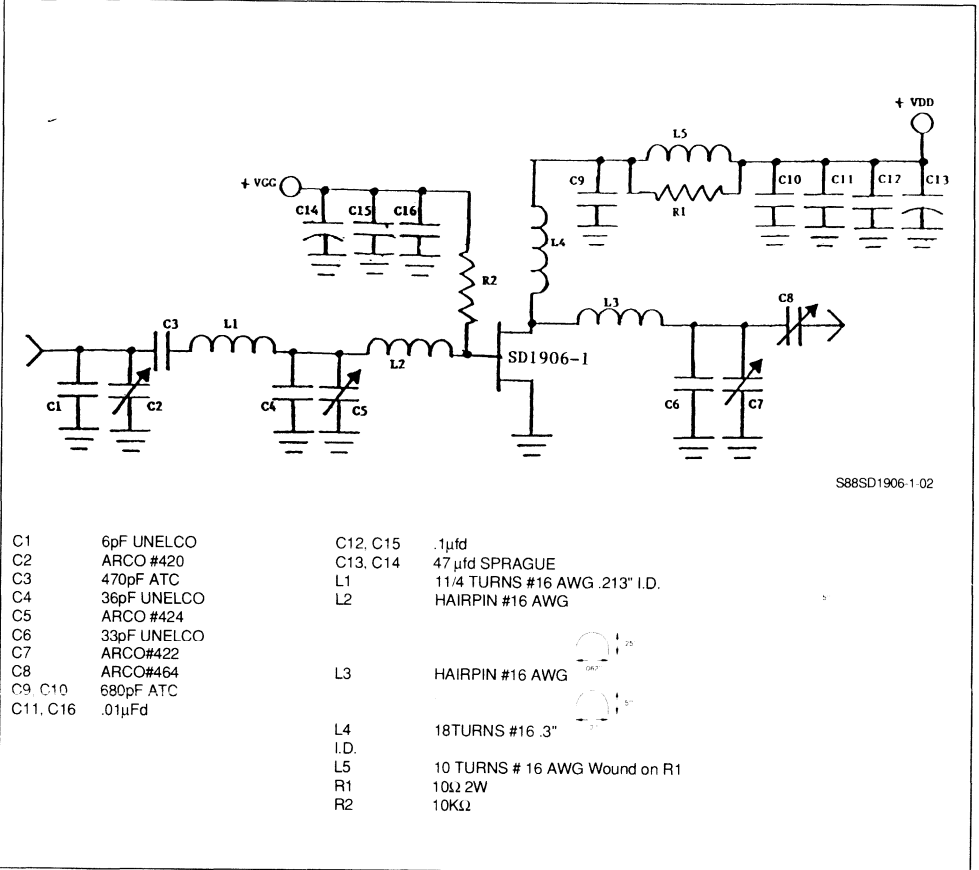 + VDD
L5
+ VGG
C9
C10
C11
C12
C13
R1
C14
C15
C16
L4
R2
L3
C8
C3
L1
L2
SD1906-1
C1
C2
C4
C5
C6
C7
S88SD1906-1-02
C1 6pF UNELCO
C2 ARCO #420
C3 470pF ATC
C4 36pF UNELCO
C5 ARCO #424
C6 33pF UNELCO
C7 ARCO#422
C8 ARCO#464
C9, C10 680pF ATC
C11, C16 .01µFd
C12, C15 .1µfd
C13, C14 47 µfd SPRAGUE
L1 11/4 TURNS #16 AWG .213" I.D.
L2 HAIRPIN #16 AWG
L3 HAIRPIN #16 AWG
L4 18TURNS #16 .3"
I.D.
L5 10 TURNS # 16 AWG Wound on R1
R1 10Ω 2W
R2 10KΩ